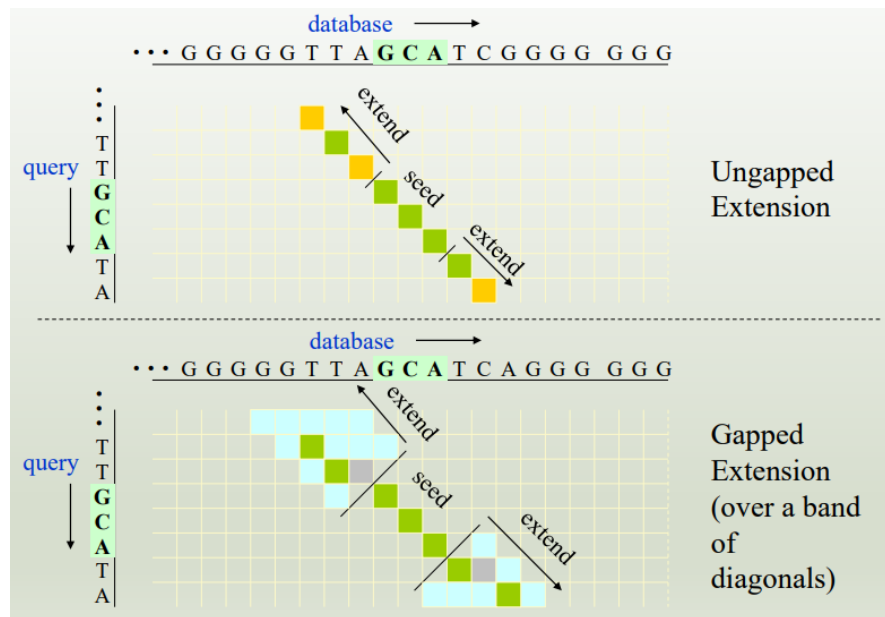 database
• • • G G G G G T T A G C A T C G G G G G G G
•
•
•
T
T
query
G
C
A
T
A
extend
seed
extend
Ungapped
Extension
database
• • • G G G G G T T A G C A T C A G G G G G G
•
•
•
T
T
query
G
C
A
T
A
extend
seed
extend
Gapped
Extension
(over a band
of
diagonals)